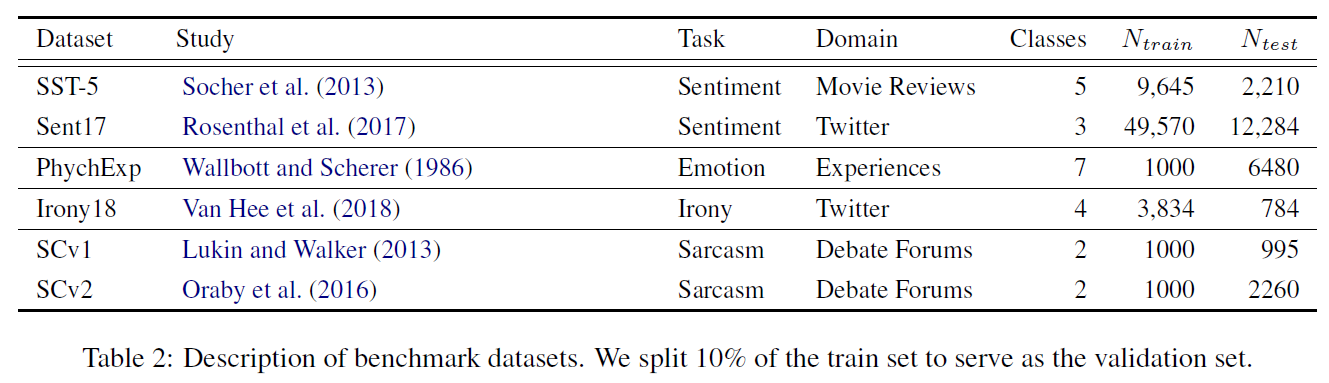 Dataset Study Task Domain Classes N_train N_test
SST-5 Socher et al. (2013) Sentiment Movie Reviews 5 9,645 2,210
Sent17 Rosenthal et al. (2017) Sentiment Twitter 3 49,570 12,284
PhychExp Wallbott and Scherer (1986) Emotion Experiences 7 1000 6480
Irony18 Van Hee et al. (2018) Irony Twitter 4 3,834 784
SCv1 Lukin and Walker (2013) Sarcasm Debate Forums 2 1000 995
SCv2 Oraby et al. (2016) Sarcasm Debate Forums 2 1000 2260
Table 2: Description of benchmark datasets. We split 10% of the train set to serve as the validation set.